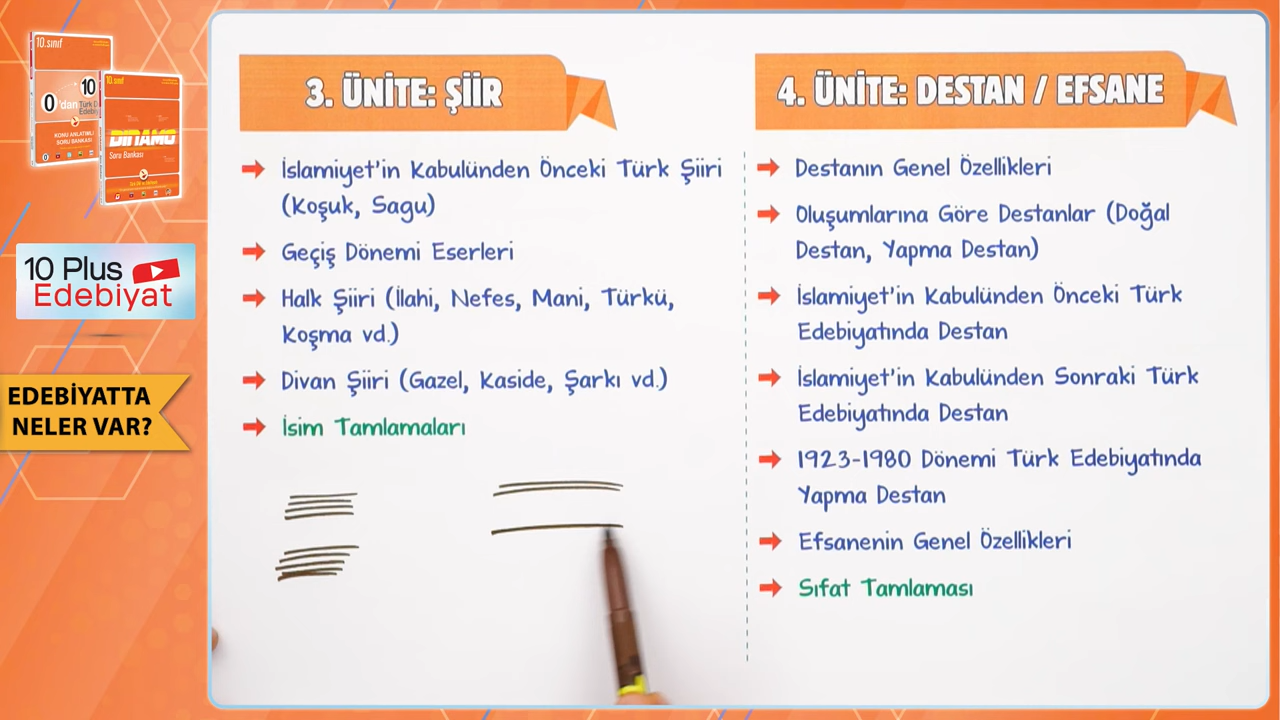 10.sınıf
0'dan 10
KONU ANLATIMLI
SORU BANKASI
10.sınıf
DINAMO
Soru Bankası
10 Plus
Edebiyat
EDEBİYATTA
NELER VAR?
3. ÜNİTE: ŞİİR
İslamiyet'in Kabulünden Önceki Türk Şiiri
(Koşuk, Sagu)
Geçiş Dönemi Eserleri
Halk Şiiri (İlahi, Nefes, Mani, Türkü,
Koşma vd.)
Divan Şiiri (Gazel, Kaside, Şarkı vd.)
İsim Tamlamaları
4. ÜNİTE: DESTAN / EFSANE
Destanın Genel Özellikleri
Oluşumlarına Göre Destanlar (Doğal
Destan, Yapma Destan)
İslamiyet'in Kabulünden Önceki Türk
Edebiyatında Destan
İslamiyet'in Kabulünden Sonraki Türk
Edebiyatında Destan
1923-1980 Dönemi Türk Edebiyatında
Yapma Destan
Efsanenin Genel Özellikleri
Sıfat Tamlaması